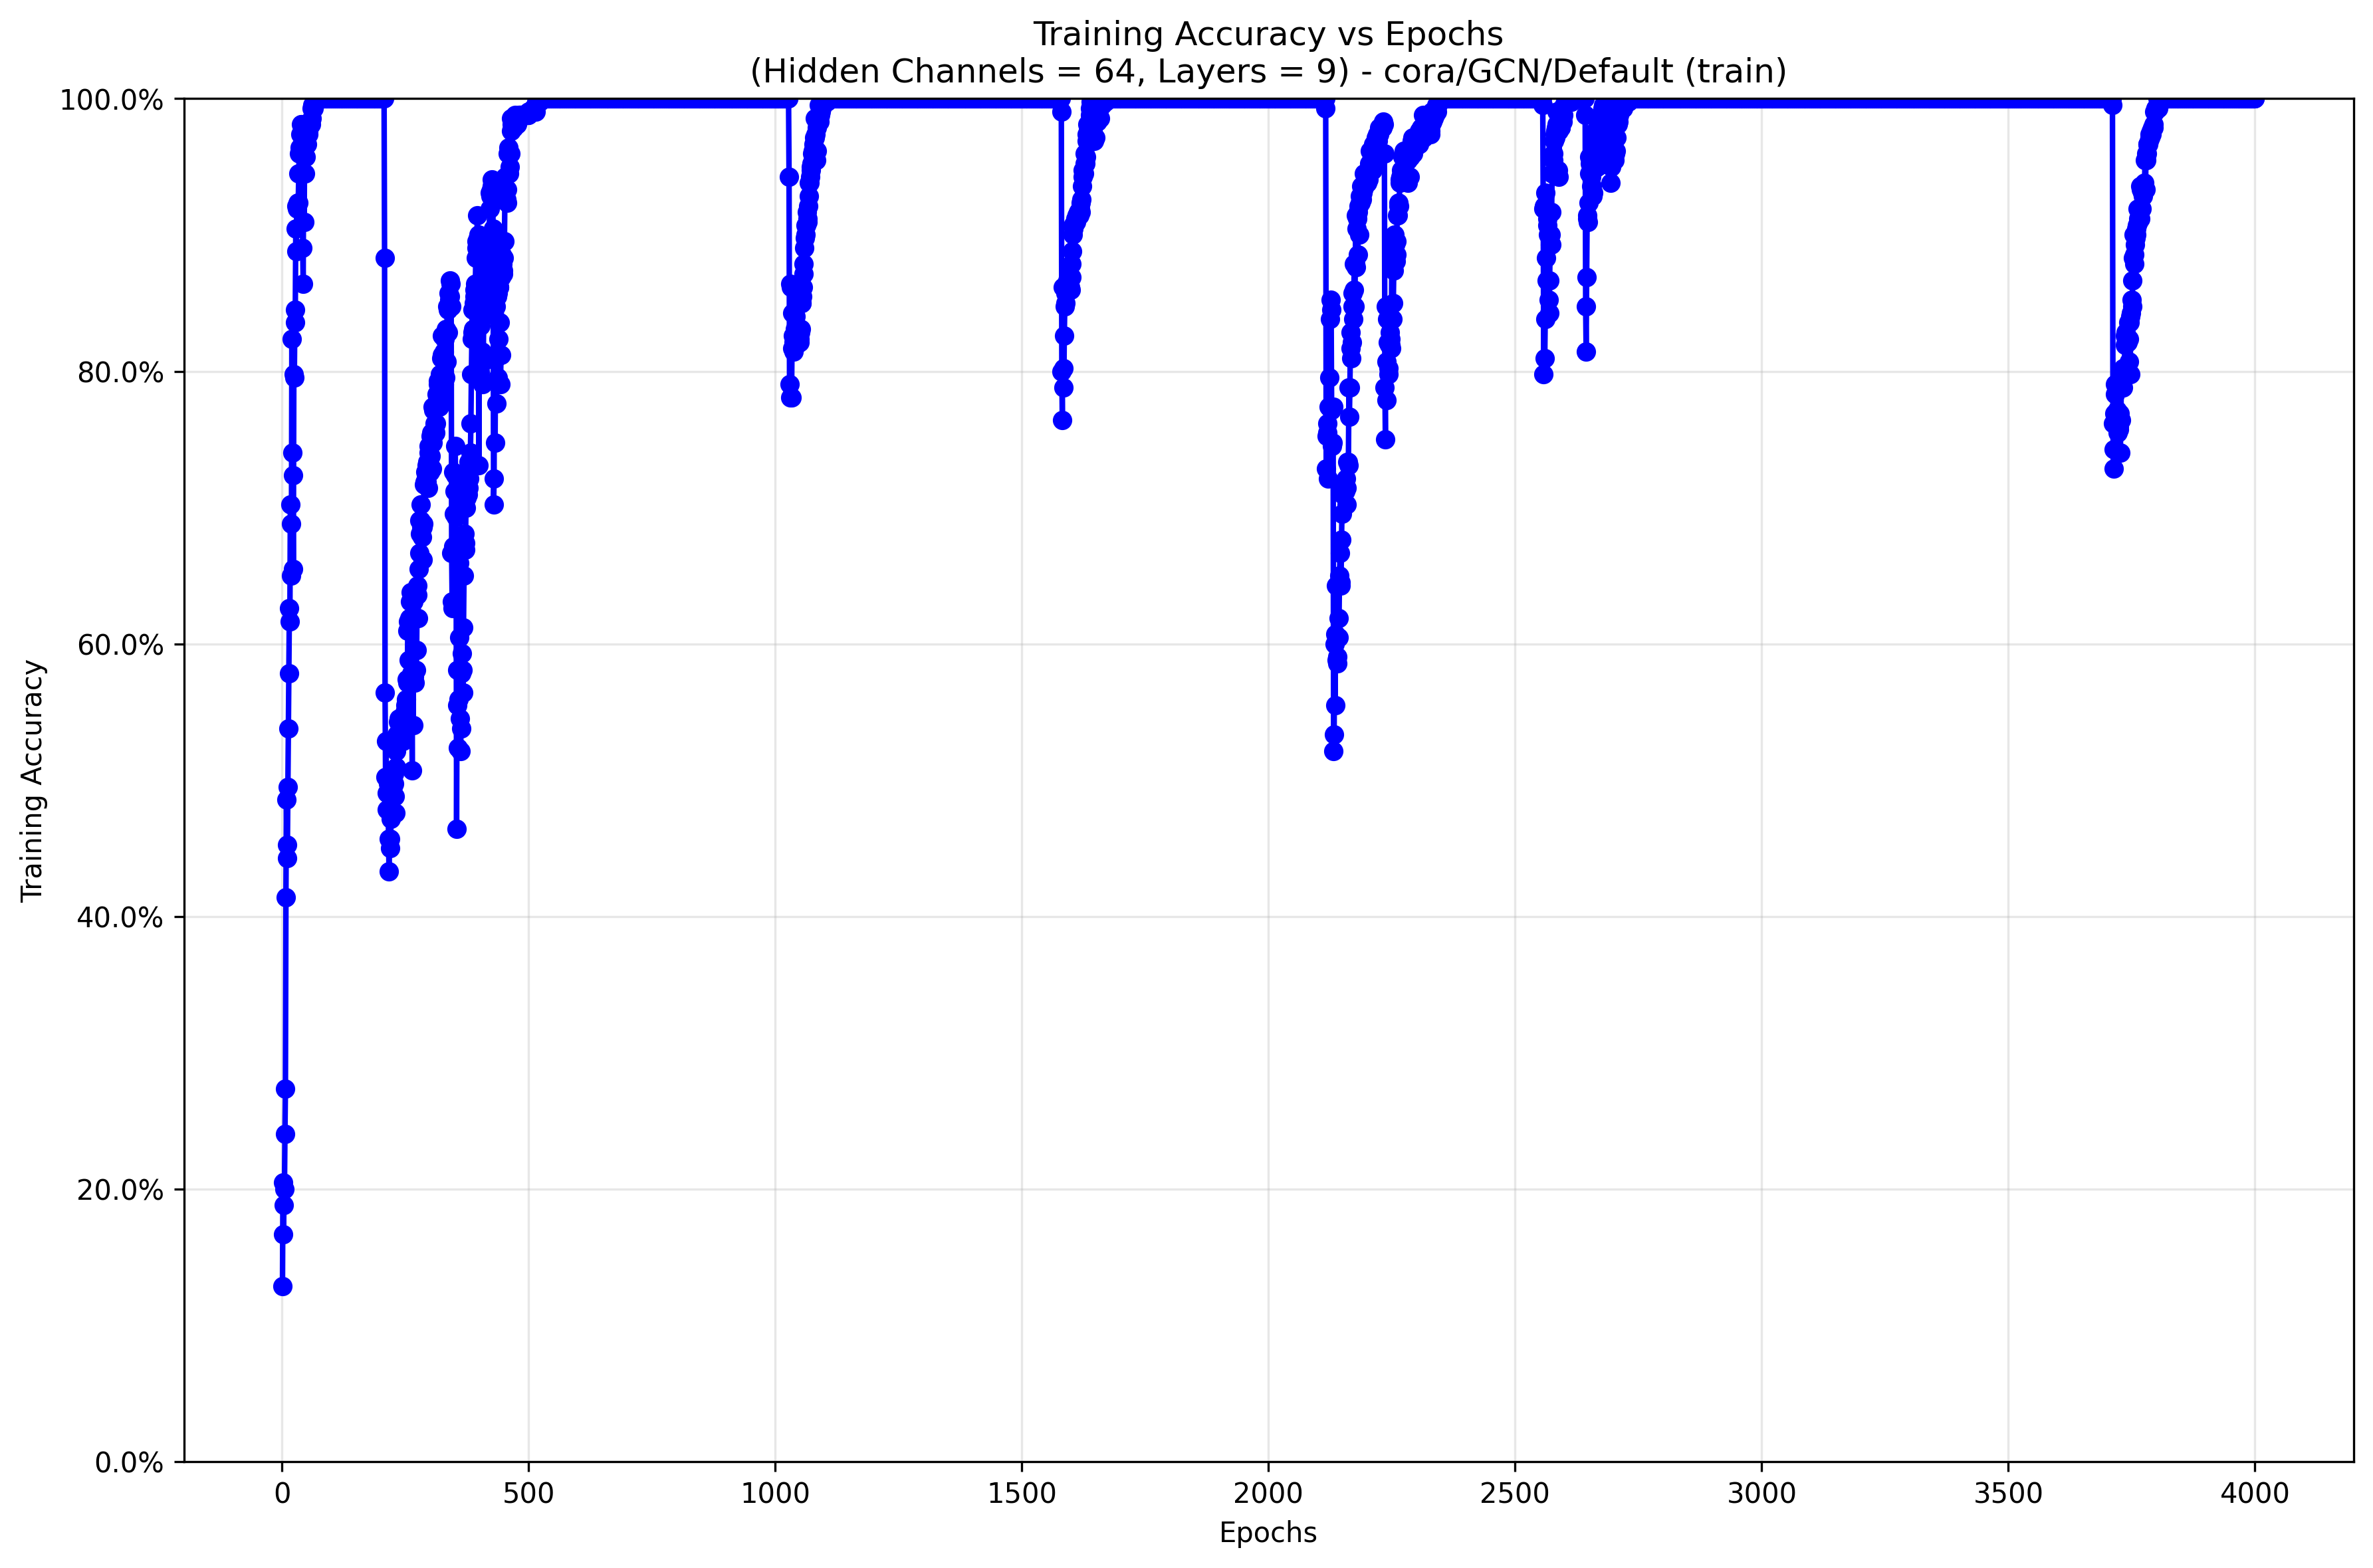 Training Accuracy vs Epochs
(Hidden Channels = 64, Layers = 9) - cora/GCN/Default (train)
100.0%
80.0%
60.0%
40.0%
20.0%
0.0%
Training Accuracy
0 500 1000 1500 2000 2500 3000 3500 4000
Epochs